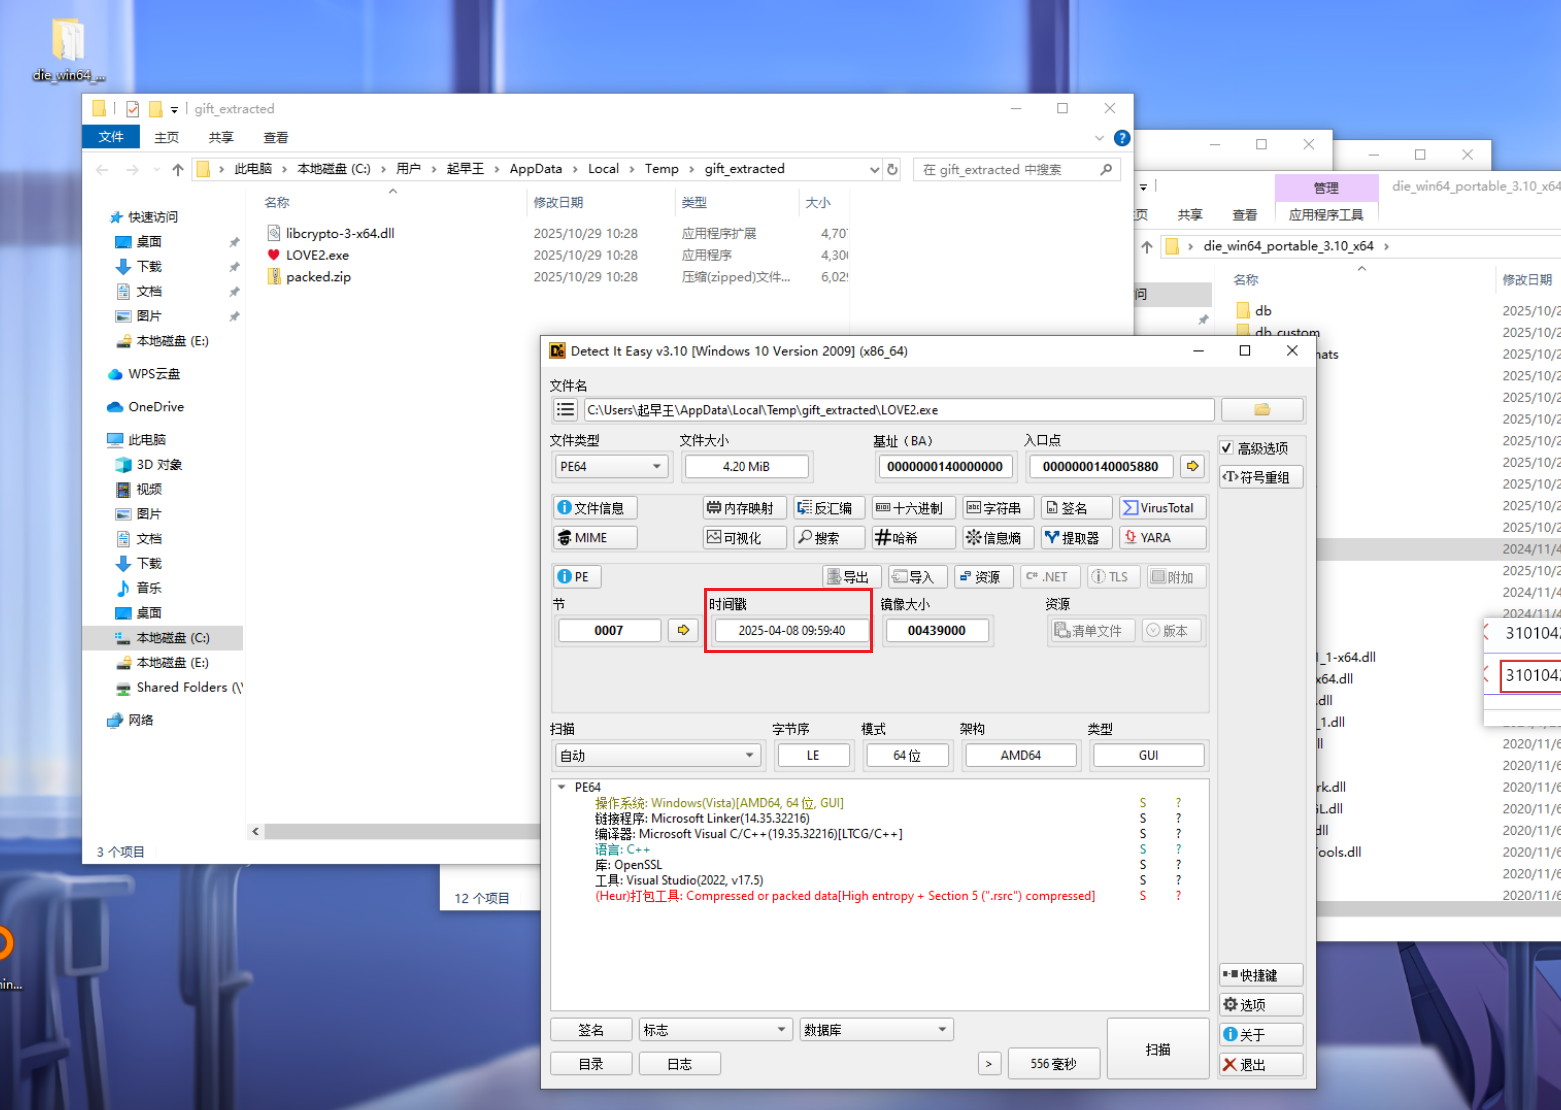 die_win64_...
gift_extracted
文件 主页 共享 查看
此电脑 › 本地磁盘 (C:) › 用户 › 起早王 › AppData › Local › Temp › gift_extracted
在 gift_extracted 中搜索
名称 修改日期 类型 大小
libcrypto-3-x64.dll 2025/10/29 10:28 应用程序扩展 4,70
LOVE2.exe 2025/10/29 10:28 应用程序 4,30
packed.zip 2025/10/29 10:28 压缩(zipped)文件... 6,02
快速访问
桌面
下载
文档
图片
本地磁盘 (E:)
WPS云盘
OneDrive
此电脑
3D 对象
视频
图片
文档
下载
音乐
桌面
本地磁盘 (C:)
本地磁盘 (E:)
Shared Folders (\\
网络
3 个项目
12 个项目
管理 die_win64_portable_3.10_x64
页 共享 查看 应用程序工具
› die_win64_portable_3.10_x64 ›
问
名称 修改日期
db 2025/10/2
db_custom 2025/10/2
mats 2025/10/2
2025/10/2
2025/10/2
2025/10/2
2025/10/2
2025/10/2
2025/10/2
2025/10/2
2025/10/2
2024/11/4
2025/10/2
2024/11/4
2024/11/4
310104
310104
_1-x64.dll
x64.dll
.dll
_1.dll
2020/11/6
2020/11/6
rk.dll 2020/11/6
GL.dll 2020/11/6
dll 2020/11/6
Tools.dll 2020/11/6
2020/11/6
2020/11/6
Detect It Easy v3.10 [Windows 10 Version 2009] (x86_64)
文件名
C:\Users\起早王\AppData\Local\Temp\gift_extracted\LOVE2.exe
文件类型 文件大小 基址（BA） 入口点
PE64 4.20 MiB 0000000140000000 0000000140005880
高级选项
符号重组
文件信息 内存映射 反汇编 十六进制 字符串 签名 VirusTotal
MIME 可视化 搜索 哈希 信息熵 提取器 YARA
PE 导出 导入 资源 C# .NET TLS 附加
节 时间戳 镜像大小 资源
0007 2025-04-08 09:59:40 00439000 清单文件 版本
扫描 字节序 模式 架构 类型
自动 LE 64 位 AMD64 GUI
PE64
操作系统: Windows(Vista)[AMD64, 64 位, GUI] S ?
链接程序: Microsoft Linker(14.35.32216) S ?
编译器: Microsoft Visual C/C++(19.35.32216)[LTCG/C++] S ?
语言: C++ S ?
库: OpenSSL S ?
工具: Visual Studio(2022, v17.5) S ?
(Heur)打包工具: Compressed or packed data[High entropy + Section 5 (".rsrc") compressed] S ?
签名 标志 数据库
目录 日志 > 556 毫秒 扫描
快捷键
选项
关于
退出
in...